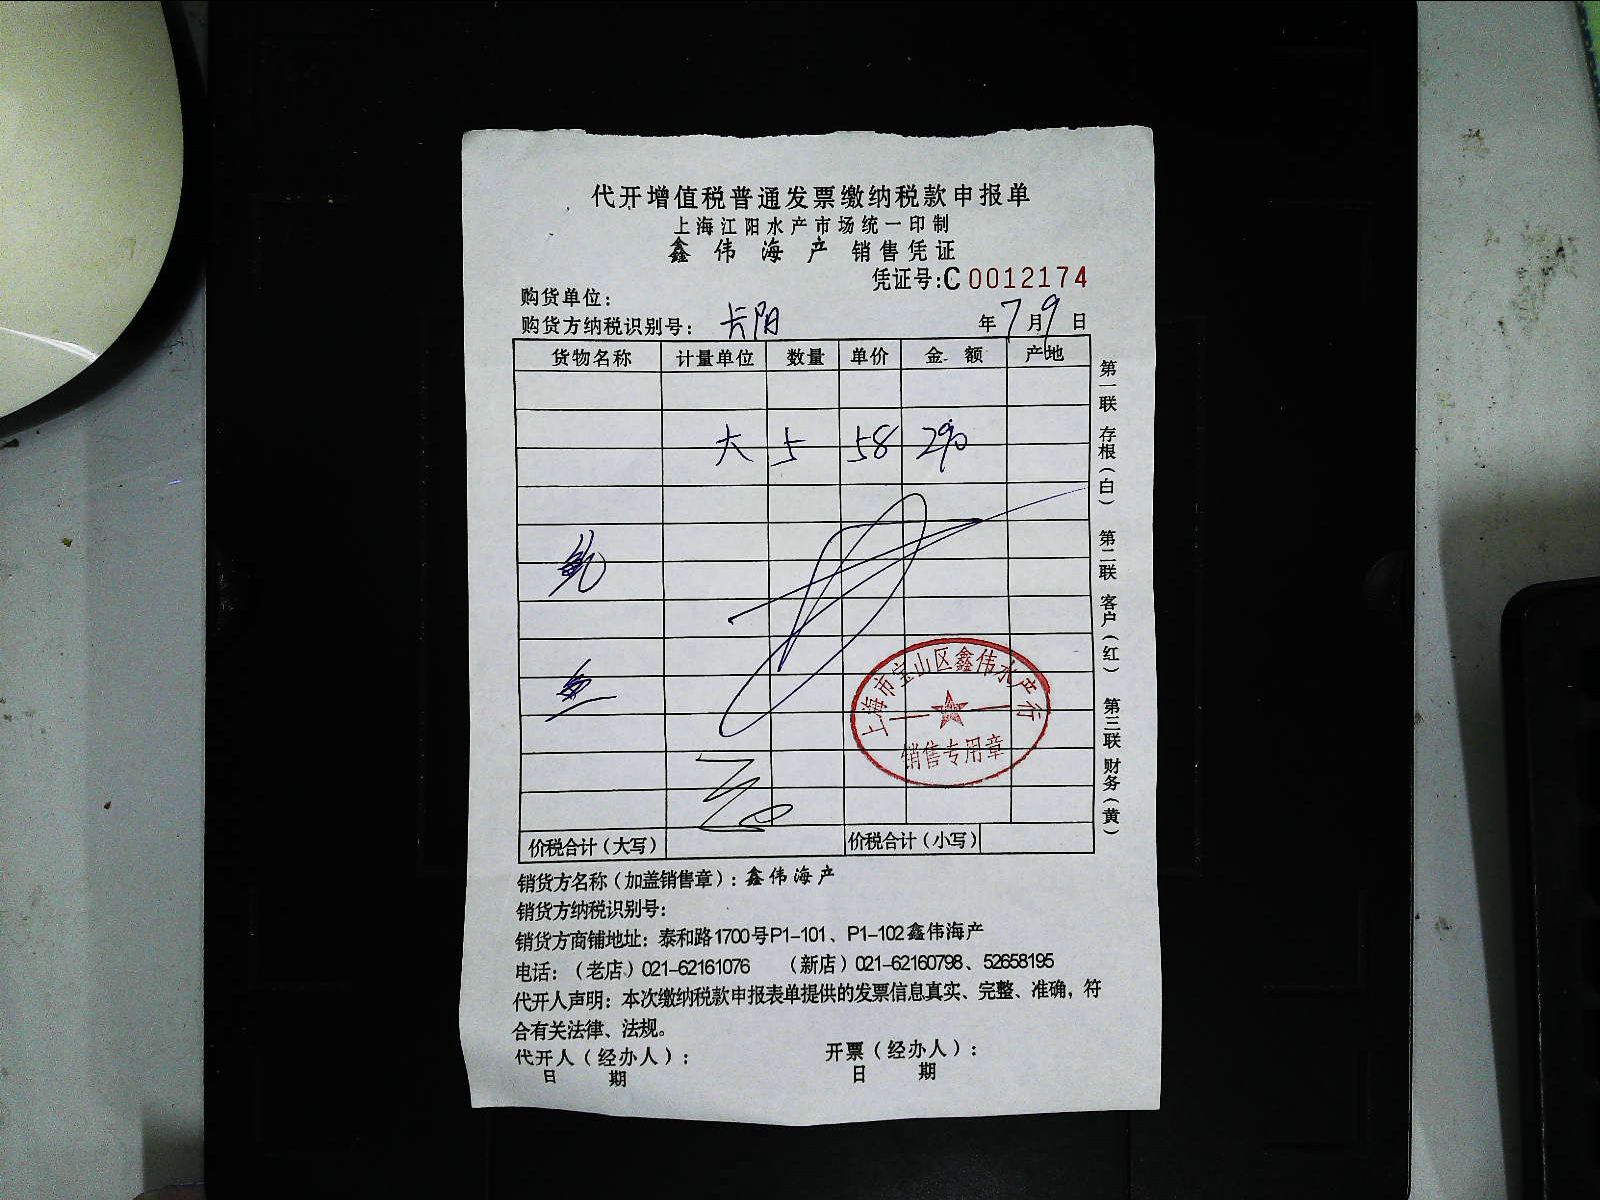 代开增值税普通发票缴纳税款申报单
上海江阳水产市场统一印制
鑫伟海产 销售凭证
凭证号:C0012174
购货单位:
购货方纳税识别号: 长阳 年7月9日
货物名称 计量单位 数量 单价 金额 产地
大 5 58 290
上海市宝山区鑫伟水产行
销售专用章
价税合计(大写) 价税合计(小写)
第一联 存根(白) 第二联 客户(红) 第三联 财务(黄)
销货方名称(加盖销售章):鑫伟海产
销货方纳税识别号:
销货方商铺地址:泰和路1700号P1-101、P1-102鑫伟海产
电话:(老店)021-62161076 (新店)021-62160798、52658195
代开人声明:本次缴纳税款申报表单提供的发票信息真实、完整、准确,符
合有关法律、法规。
代开人(经办人): 开票(经办人):
日 期 日 期